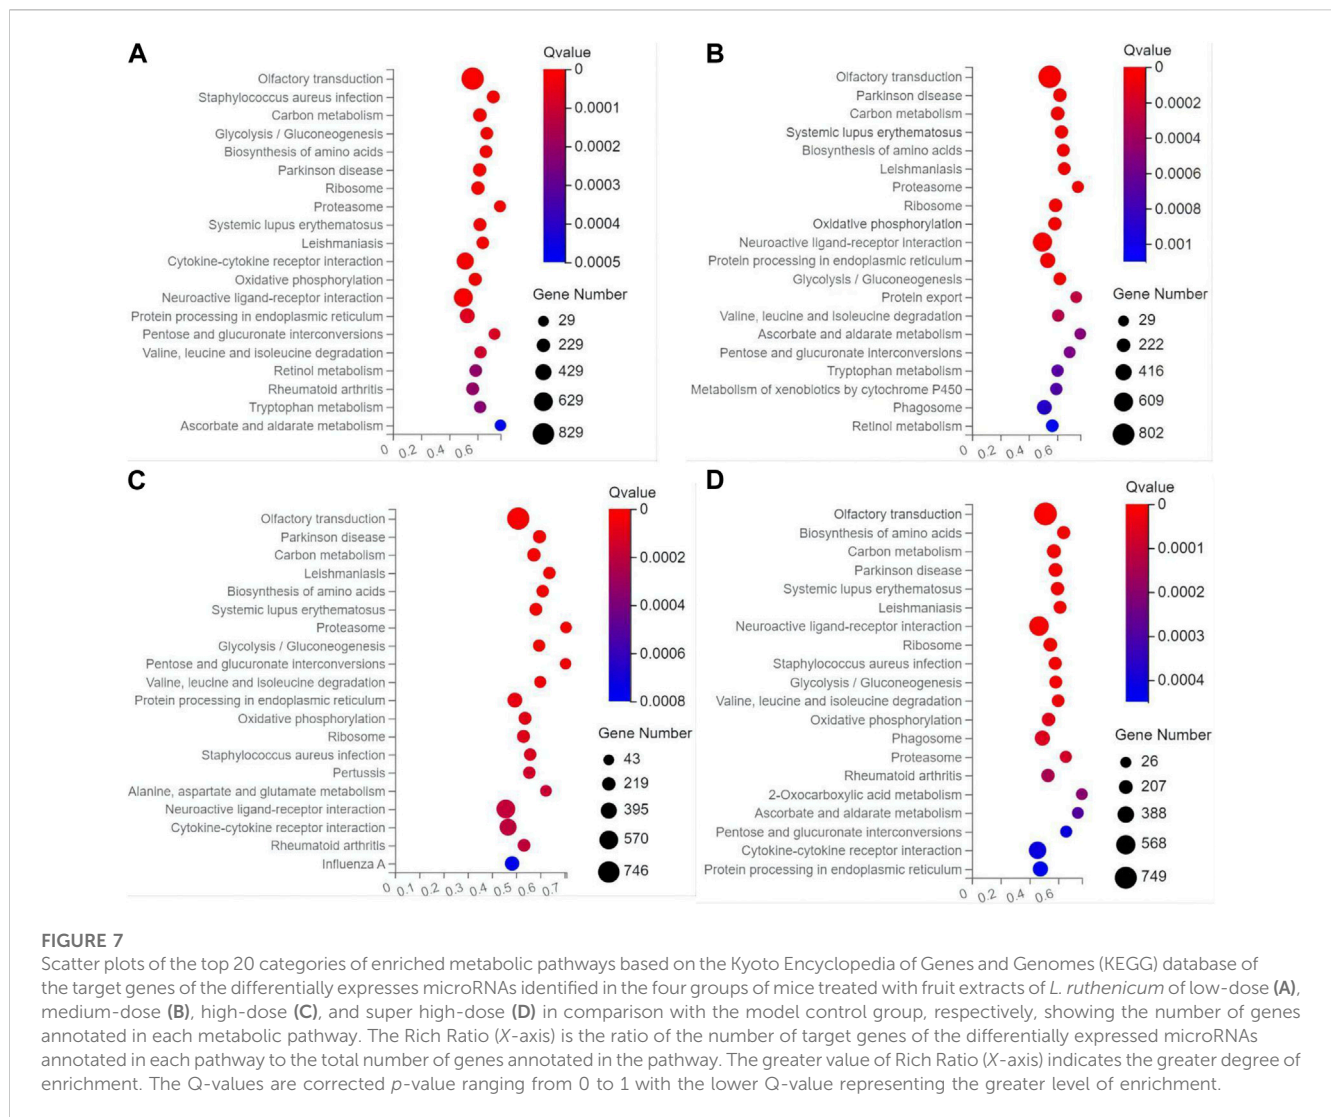 A
Qvalue
Olfactory transduction
Staphylococcus aureus infection
Carbon metabolism
Glycolysis / Gluconeogenesis
Biosynthesis of amino acids
Parkinson disease
Ribosome
Proteasome
Systemic lupus erythematosus
Leishmaniasis
Cytokine-cytokine receptor interaction
Oxidative phosphorylation
Neuroactive ligand-receptor interaction
Protein processing in endoplasmic reticulum
Pentose and glucuronate interconversions
Valine, leucine and isoleucine degradation
Retinol metabolism
Rheumatoid arthritis
Tryptophan metabolism
Ascorbate and aldarate metabolism
0 0.2 0.4 0.6
0
0.0001
0.0002
0.0003
0.0004
0.0005
Gene Number
29
229
429
629
829
B
Qvalue
Olfactory transduction
Parkinson disease
Carbon metabolism
Systemic lupus erythematosus
Biosynthesis of amino acids
Leishmaniasis
Proteasome
Ribosome
Oxidative phosphorylation
Neuroactive ligand-receptor interaction
Protein processing in endoplasmic reticulum
Glycolysis / Gluconeogenesis
Protein export
Valine, leucine and isoleucine degradation
Ascorbate and aldarate metabolism
Pentose and glucuronate interconversions
Tryptophan metabolism
Metabolism of xenobiotics by cytochrome P450
Phagosome
Retinol metabolism
0 0.2 0.4 0.6
0
0.0002
0.0004
0.0006
0.0008
0.001
Gene Number
29
222
416
609
802
C
Qvalue
Olfactory transduction
Parkinson disease
Carbon metabolism
Leishmaniasis
Biosynthesis of amino acids
Systemic lupus erythematosus
Proteasome
Glycolysis / Gluconeogenesis
Pentose and glucuronate interconversions
Valine, leucine and isoleucine degradation
Protein processing in endoplasmic reticulum
Oxidative phosphorylation
Ribosome
Staphylococcus aureus infection
Pertussis
Alanine, aspartate and glutamate metabolism
Neuroactive ligand-receptor interaction
Cytokine-cytokine receptor interaction
Rheumatoid arthritis
Influenza A
0 0.1 0.2 0.3 0.4 0.5 0.6 0.7
0
0.0002
0.0004
0.0006
0.0008
Gene Number
43
219
395
570
746
D
Qvalue
Olfactory transduction
Biosynthesis of amino acids
Carbon metabolism
Parkinson disease
Systemic lupus erythematosus
Leishmaniasis
Neuroactive ligand-receptor interaction
Ribosome
Staphylococcus aureus infection
Glycolysis / Gluconeogenesis
Valine, leucine and isoleucine degradation
Oxidative phosphorylation
Phagosome
Proteasome
Rheumatoid arthritis
2-Oxocarboxylic acid metabolism
Ascorbate and aldarate metabolism
Pentose and glucuronate interconversions
Cytokine-cytokine receptor interaction
Protein processing in endoplasmic reticulum
0 0.2 0.4 0.6
0
0.0001
0.0002
0.0003
0.0004
Gene Number
26
207
388
568
749
FIGURE 7
Scatter plots of the top 20 categories of enriched metabolic pathways based on the Kyoto Encyclopedia of Genes and Genomes (KEGG) database of
the target genes of the differentially expresses microRNAs identified in the four groups of mice treated with fruit extracts of L. ruthenicum of low-dose (A),
medium-dose (B), high-dose (C), and super high-dose (D) in comparison with the model control group, respectively, showing the number of genes
annotated in each metabolic pathway. The Rich Ratio (X-axis) is the ratio of the number of target genes of the differentially expressed microRNAs
annotated in each pathway to the total number of genes annotated in the pathway. The greater value of Rich Ratio (X-axis) indicates the greater degree of
enrichment. The Q-values are corrected p-value ranging from 0 to 1 with the lower Q-value representing the greater level of enrichment.